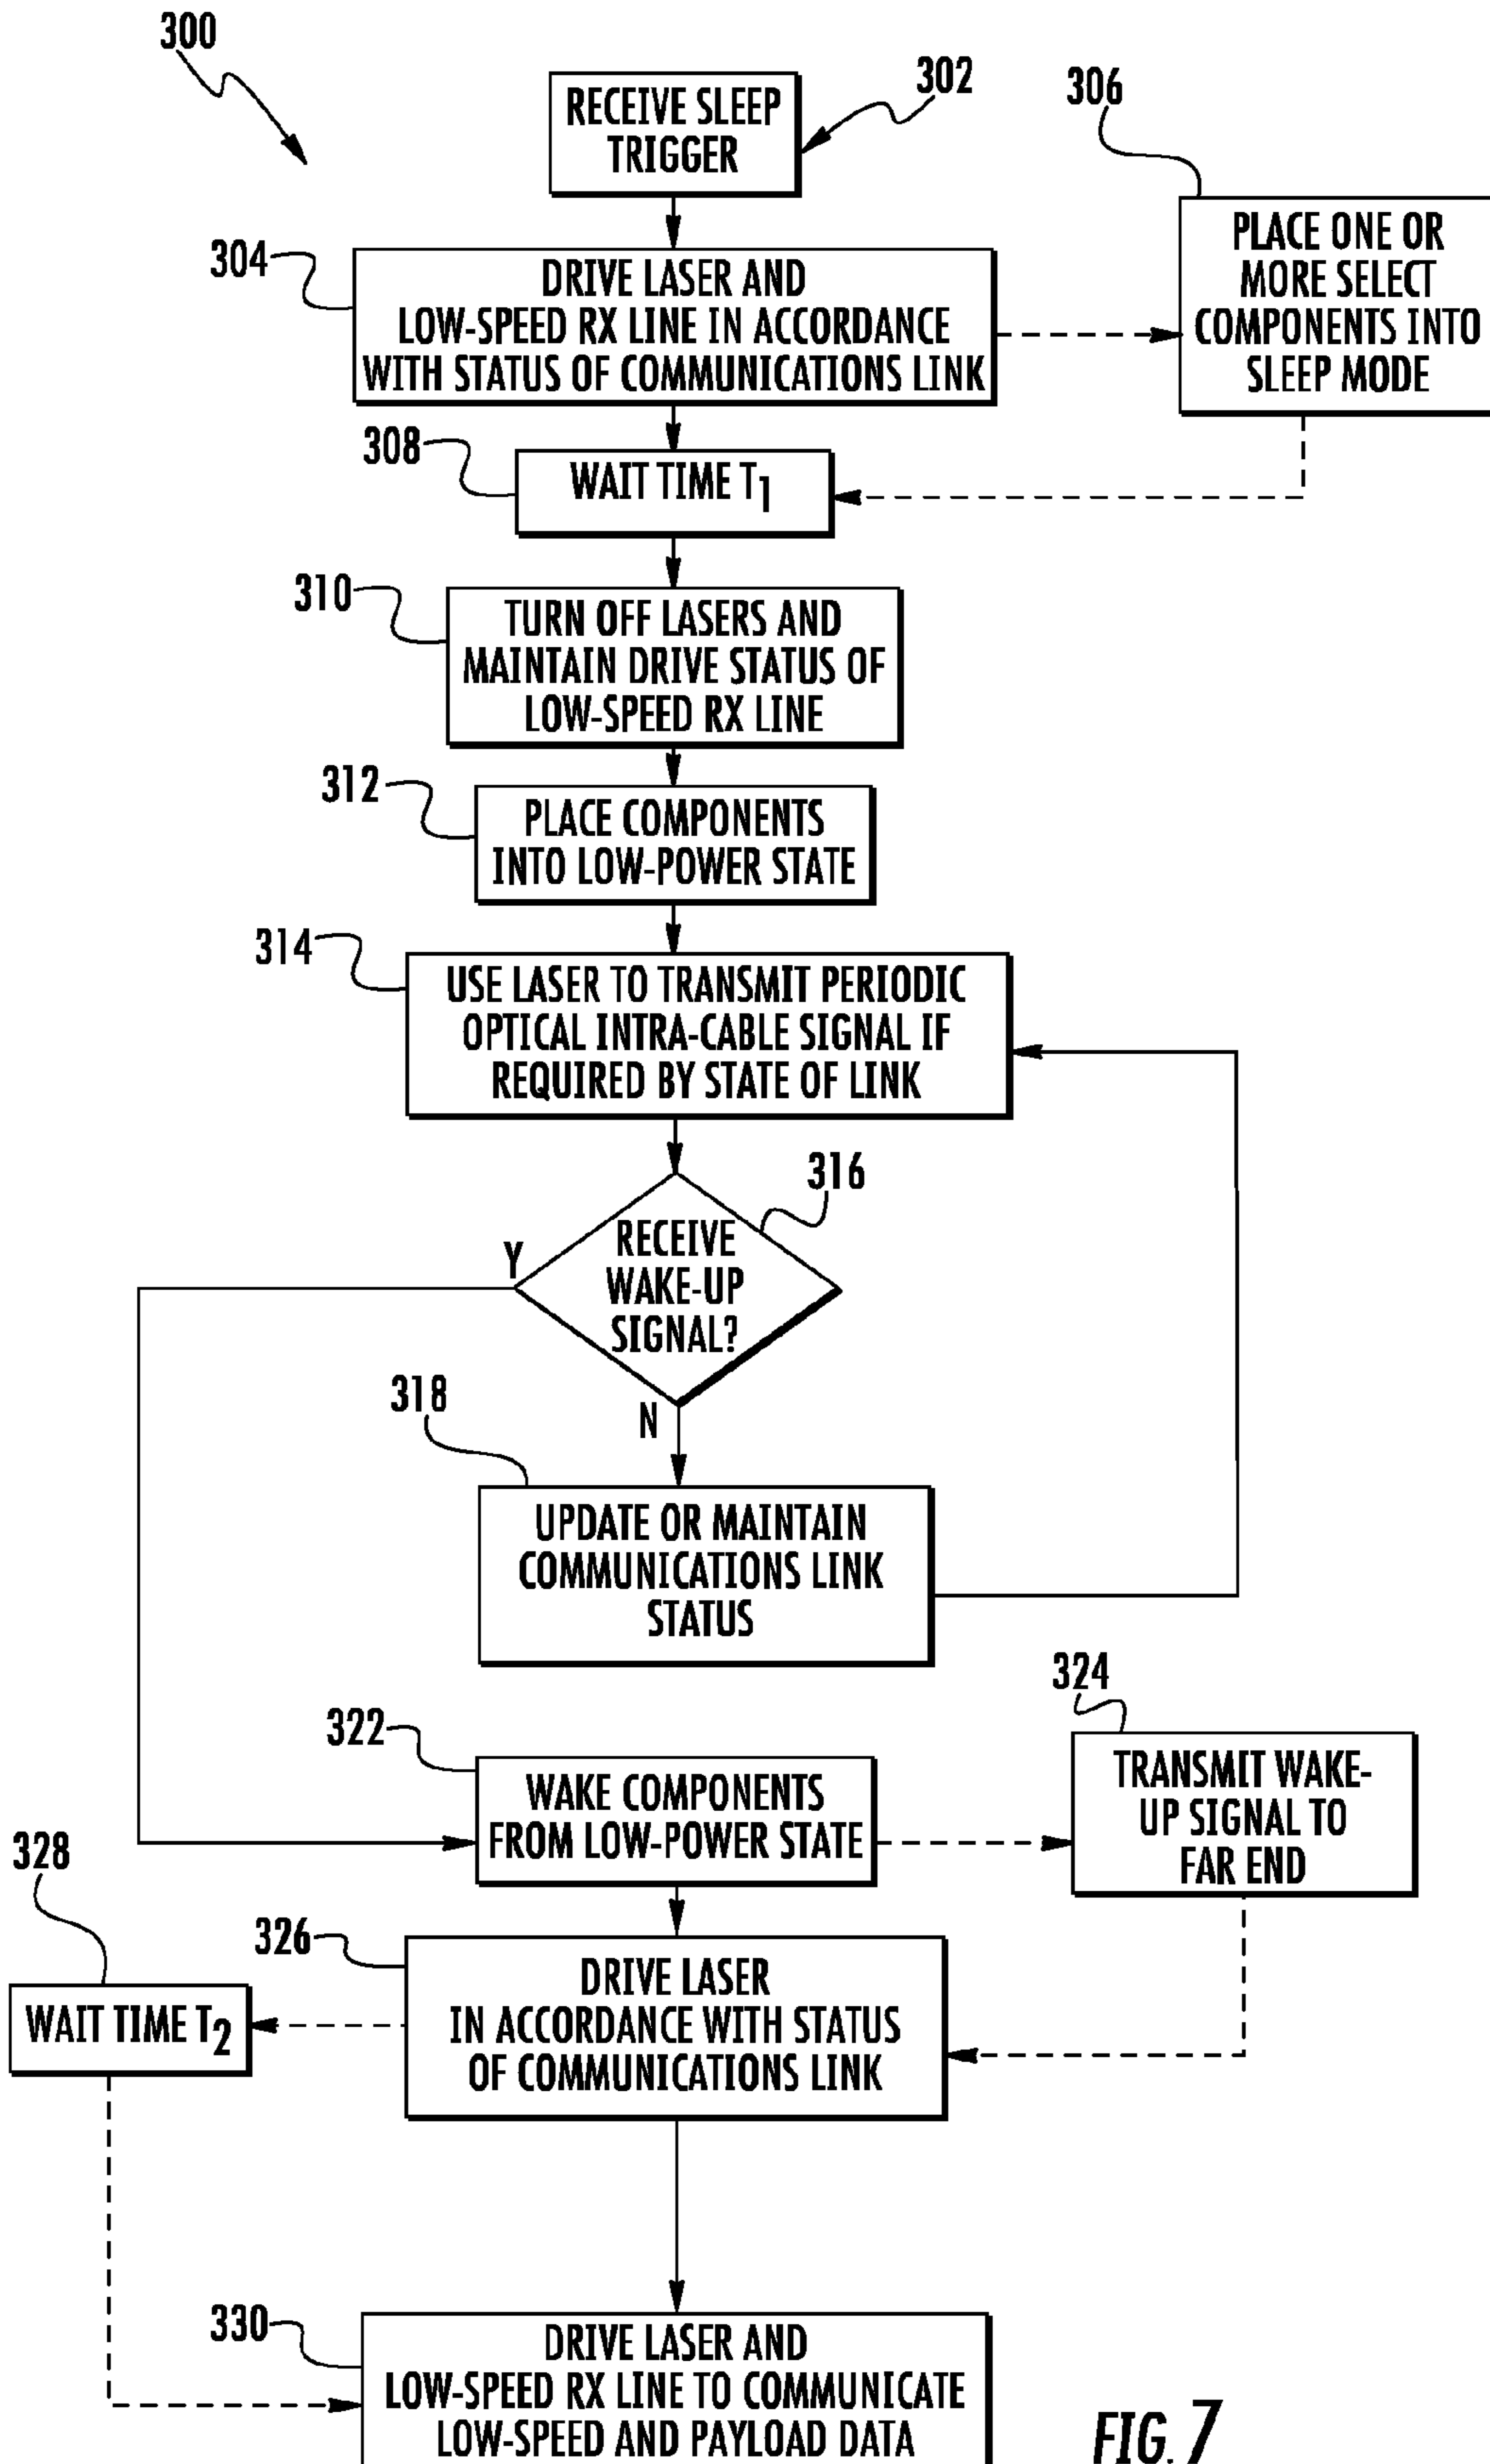 300
302
RECEIVE SLEEP
TRIGGER
306
PLACE ONE OR
MORE SELECT
COMPONENTS INTO
SLEEP MODE
304
DRIVE LASER AND
LOW-SPEED RX LINE IN ACCORDANCE
WITH STATUS OF COMMUNICATIONS LINK
308
WAIT TIME T1
310
TURN OFF LASERS AND
MAINTAIN DRIVE STATUS OF
LOW-SPEED RX LINE
312
PLACE COMPONENTS
INTO LOW-POWER STATE
314
USE LASER TO TRANSMIT PERIODIC
OPTICAL INTRA-CABLE SIGNAL IF
REQUIRED BY STATE OF LINK
316
RECEIVE
WAKE-UP
SIGNAL?
Y
N
318
UPDATE OR MAINTAIN
COMMUNICATIONS LINK
STATUS
322
WAKE COMPONENTS
FROM LOW-POWER STATE
324
TRANSMIT WAKE-
UP SIGNAL TO
FAR END
326
DRIVE LASER
IN ACCORDANCE WITH STATUS
OF COMMUNICATIONS LINK
328
WAIT TIME T2
330
DRIVE LASER AND
LOW-SPEED RX LINE TO COMMUNICATE
LOW-SPEED AND PAYLOAD DATA
FIG. 7